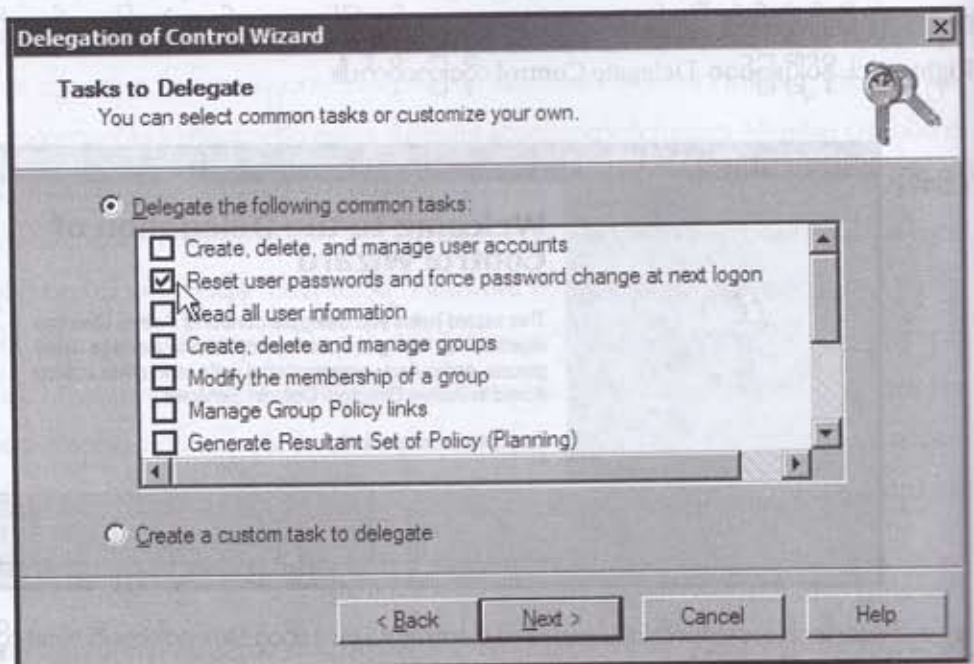 Delegation of Control Wizard
Tasks to Delegate
You can select common tasks or customize your own.
Delegate the following common tasks:
Create, delete, and manage user accounts
Reset user passwords and force password change at next logon
Read all user information
Create, delete and manage groups
Modify the membership of a group
Manage Group Policy links
Generate Resultant Set of Policy (Planning)
Create a custom task to delegate
< Back
Next >
Cancel
Help